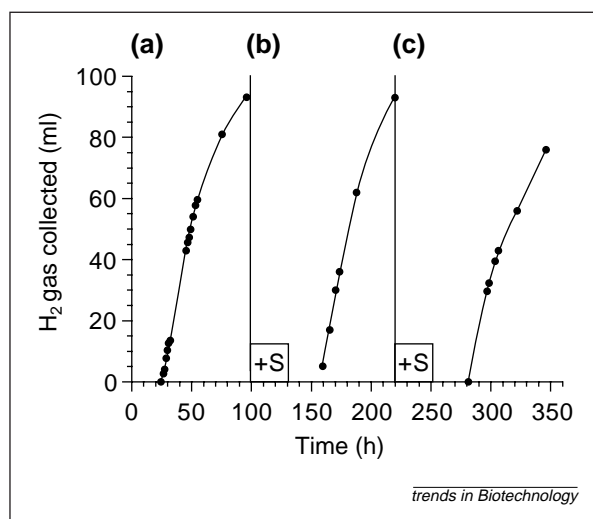 (a) (b) (c)
100
80
60
40
20
0
H₂ gas collected (ml)
+S +S
0 50 100 150 200 250 300 350
Time (h)
trends in Biotechnology